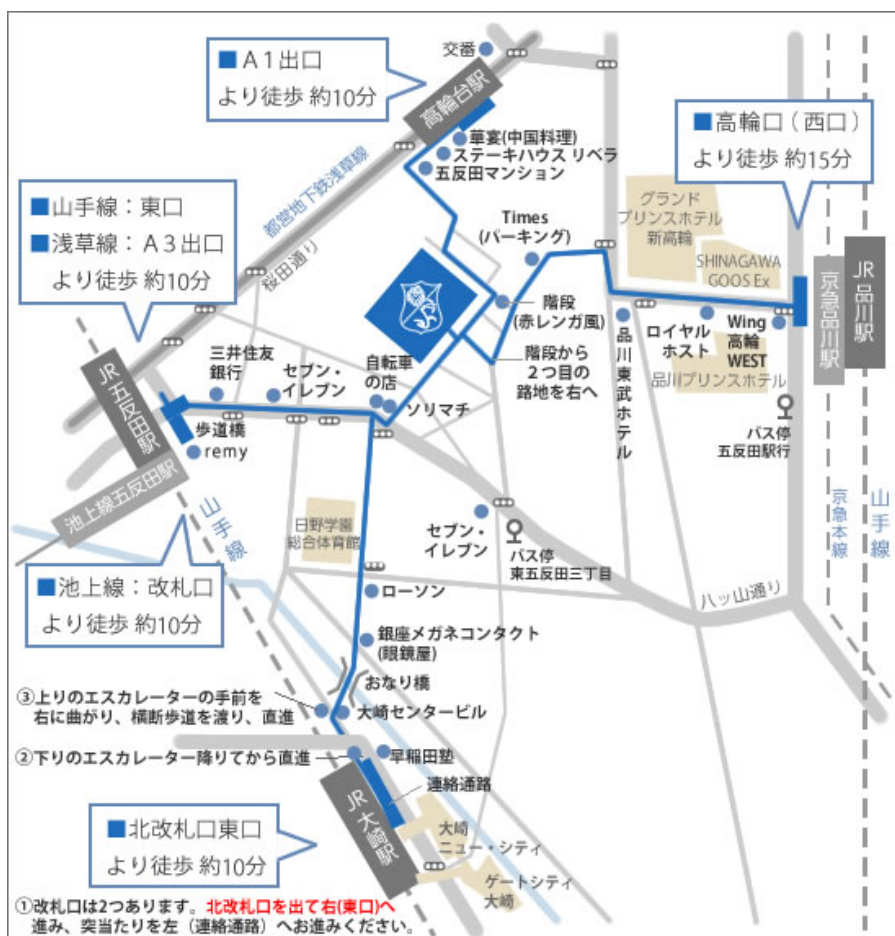 交番
■A1出口
より徒歩 約10分
高輪台駅
■高輪口（西口）
より徒歩 約15分
華宴(中国料理)
ステーキハウス リベラ
五反田マンション
都営地下鉄浅草線
桜田通り
■山手線：東口
■浅草線：A3出口
より徒歩 約10分
グランド
プリンスホテル
新高輪
SHINAGAWA
GOOS Ex
Times
(パーキング)
京急品川駅
JR 品川駅
階段
(赤レンガ風)
階段から
2つ目の
路地を右へ
品川東武ホテル
ロイヤル
ホスト
Wing
高輪
WEST
品川プリンスホテル
バス停
五反田駅行
JR 五反田駅
三井住友
銀行
セブン・
イレブン
自転車
の店
ソリマチ
歩道橋
remy
池上線五反田駅
山手線
日野学園
総合体育館
セブン・
イレブン
バス停
東五反田三丁目
京急本線
山手線
八ッ山通り
■池上線：改札口
より徒歩 約10分
ローソン
銀座メガネコンタクト
(眼鏡屋)
おなり橋
③上りのエスカレーターの手前を
右に曲がり、横断歩道を渡り、直進
大崎センタービル
②下りのエスカレーター降りてから直進
早稲田塾
連絡通路
JR 大崎駅
■北改札口東口
より徒歩 約10分
大崎
ニュー・シティ
ゲートシティ
大崎
①改札口は2つあります。北改札口を出て右(東口)へ
進み、突当たりを左（連絡通路）へお進みください。